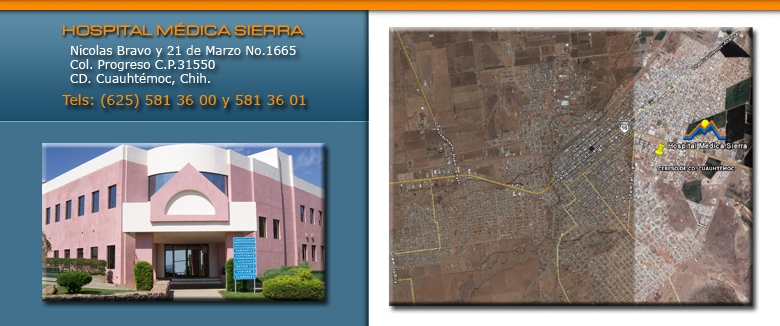 HOSPITAL MÉDICA SIERRA
Nicolas Bravo y 21 de Marzo No.1665
Col. Progreso C.P.31550
CD. Cuauhtémoc, Chih.
Tels: (625) 581 36 00 y 581 36 01
Hospital Médica Sierra
CERESO DE CD. CUAUHTÉMOC